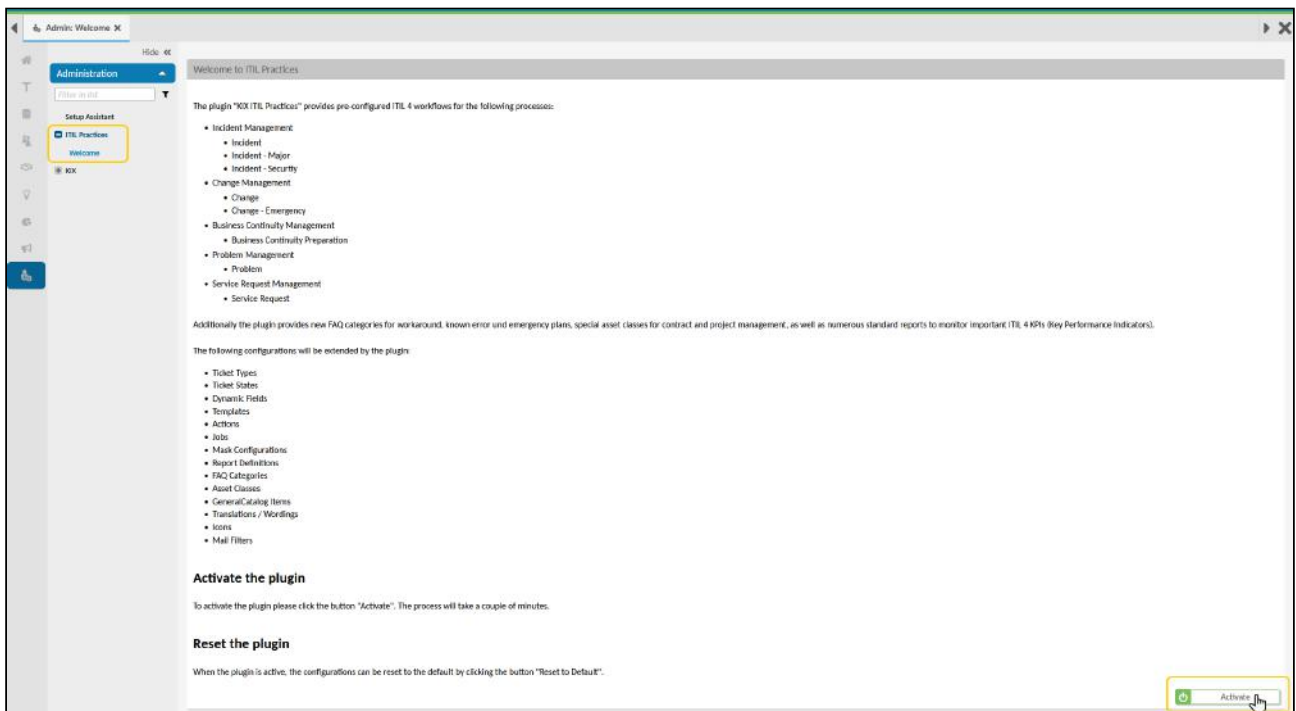 Admin: Welcome
Hide
Administration
Filter in list
Setup Assistant
ITIL Practices
Welcome
KIX
Welcome to ITIL Practices
The plugin "KIX ITIL Practices" provides pre-configured ITIL 4 workflows for the following processes:
• Incident Management
• Incident
• Incident - Major
• Incident - Security
• Change Management
• Change
• Change - Emergency
• Business Continuity Management
• Business Continuity Preparation
• Problem Management
• Problem
• Service Request Management
• Service Request
Additionally the plugin provides new FAQ categories for workaround, known error und emergency plans, special asset classes for contract and project management, as well as numerous standard reports to monitor important ITIL 4 KPIs (Key Performance Indicators).
The following configurations will be extended by the plugin:
• Ticket Types
• Ticket States
• Dynamic Fields
• Templates
• Actions
• Jobs
• Mask Configurations
• Report Definitions
• FAQ Categories
• Asset Classes
• GeneralCatalog Items
• Translations / Wordings
• Icons
• Mail Filters
Activate the plugin
To activate the plugin please click the button "Activate". The process will take a couple of minutes.
Reset the plugin
When the plugin is active, the configurations can be reset to the default by clicking the button "Reset to Default".
Activate